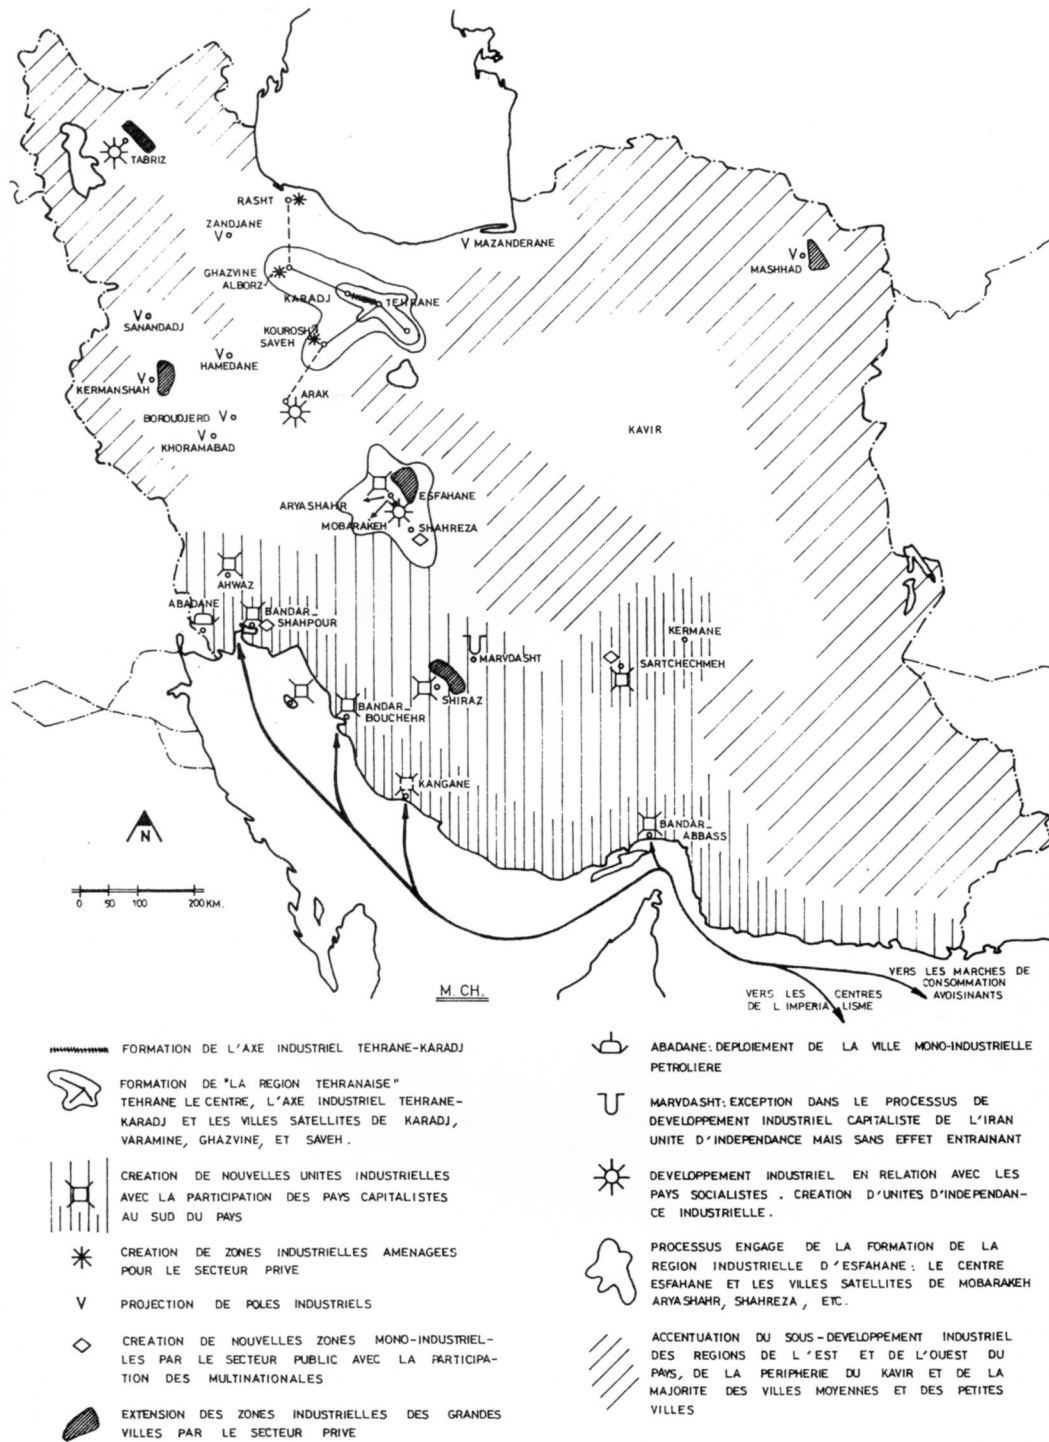 TABRIZ
RASHT
ZANDJANE
V
V MAZANDERANE
V
MASHHAD
GHAZVINE
ALBORZ
KARADJ
TEHRANE
V
SANANDADJ
KOUROSH
SAVEH
V
HAMEDANE
V
KERMANSHAH
ARAK
BOROUDJERD V
V
KHORAMABAD
KAVIR
ESFAHANE
ARYASHAHR
MOBARAKEH
SHAHREZA
AHWAZ
ABADANE
BANDAR_
SHAHPOUR
KERMANE
MARVDASHT
SARTCHECHMEH
SHIRAZ
BANDAR_
BOUCHEHR
KANGANE
BANDAR_
ABBASS
N
0 50 100 200 KM.
M. CH.
VERS LES MARCHES DE
CONSOMMATION
AVOISINANTS
VERS LES CENTRES
DE L IMPERIA LISME
FORMATION DE L'AXE INDUSTRIEL TEHRANE-KARADJ
FORMATION DE "LA REGION TEHRANAISE"
TEHRANE LE CENTRE, L'AXE INDUSTRIEL TEHRANE-
KARADJ ET LES VILLES SATELLITES DE KARADJ,
VARAMINE, GHAZVINE, ET SAVEH.
CREATION DE NOUVELLES UNITES INDUSTRIELLES
AVEC LA PARTICIPATION DES PAYS CAPITALISTES
AU SUD DU PAYS
CREATION DE ZONES INDUSTRIELLES AMENAGEES
POUR LE SECTEUR PRIVE
V PROJECTION DE POLES INDUSTRIELS
CREATION DE NOUVELLES ZONES MONO-INDUSTRIEL-
LES PAR LE SECTEUR PUBLIC AVEC LA PARTICIPA-
TION DES MULTINATIONALES
EXTENSION DES ZONES INDUSTRIELLES DES GRANDES
VILLES PAR LE SECTEUR PRIVE
ABADANE: DEPLOIEMENT DE LA VILLE MONO-INDUSTRIELLE
PETROLIERE
MARVDASHT: EXCEPTION DANS LE PROCESSUS DE
DEVELOPPEMENT INDUSTRIEL CAPITALISTE DE L'IRAN
UNITE D'INDEPENDANCE MAIS SANS EFFET ENTRAINANT
DEVELOPPEMENT INDUSTRIEL EN RELATION AVEC LES
PAYS SOCIALISTES . CREATION D'UNITES D'INDEPENDAN-
CE INDUSTRIELLE.
PROCESSUS ENGAGE DE LA FORMATION DE LA
REGION INDUSTRIELLE D'ESFAHANE: LE CENTRE
ESFAHANE ET LES VILLES SATELLITES DE MOBARAKEH
ARYASHAHR, SHAHREZA, ETC.
ACCENTUATION DU SOUS-DEVELOPPEMENT INDUSTRIEL
DES REGIONS DE L'EST ET DE L'OUEST DU
PAYS, DE LA PERIPHERIE DU KAVIR ET DE LA
MAJORITE DES VILLES MOYENNES ET DES PETITES
VILLES